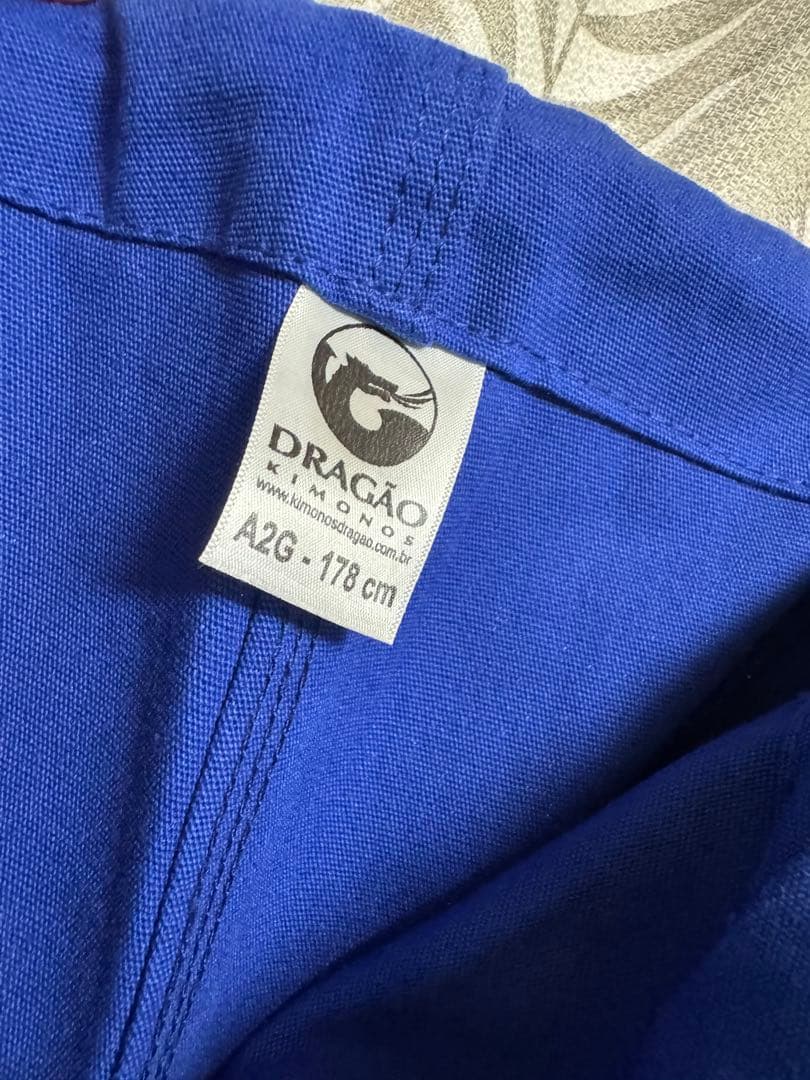 DRAGÃO
KIMONOS
www.kimonosdragao.com.br
A2G - 178 cm